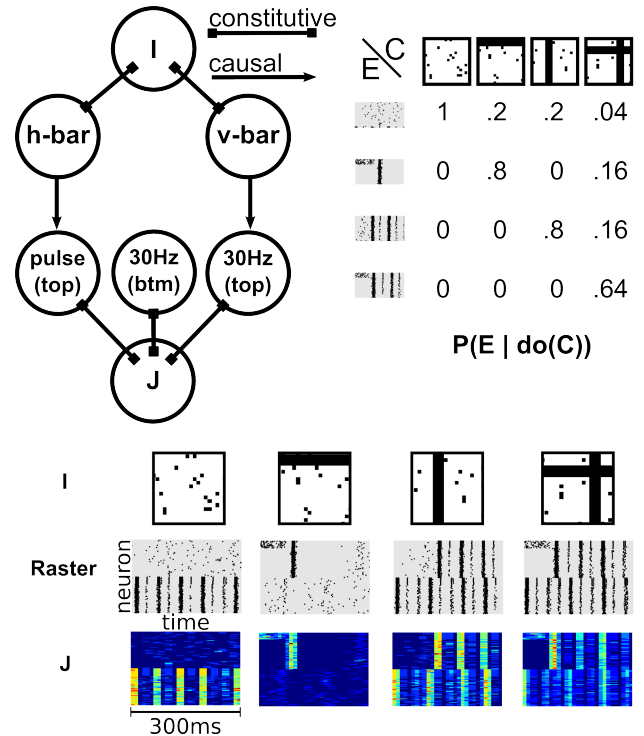 I
constitutive
causal
h-bar
v-bar
pulse
(top)
30Hz
(btm)
30Hz
(top)
J
E C
1 .2 .2 .04
0 .8 0 .16
0 0 .8 .16
0 0 0 .64
P(E | do(C))
I
Raster
neuron
time
J
300ms